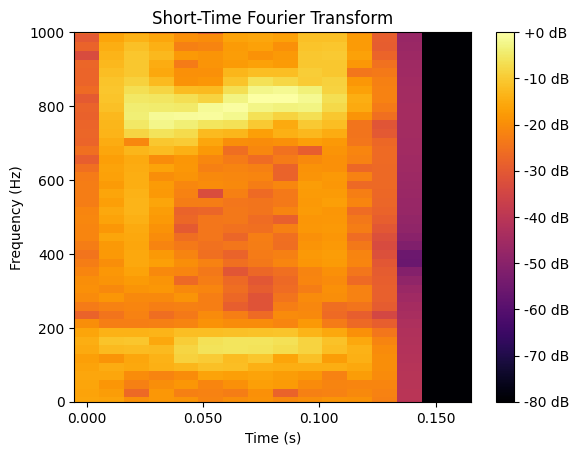 Short-Time Fourier Transform
1000
800
600
400
200
0
Frequency (Hz)
0.000
0.050
0.100
0.150
Time (s)
+0 dB
-10 dB
-20 dB
-30 dB
-40 dB
-50 dB
-60 dB
-70 dB
-80 dB